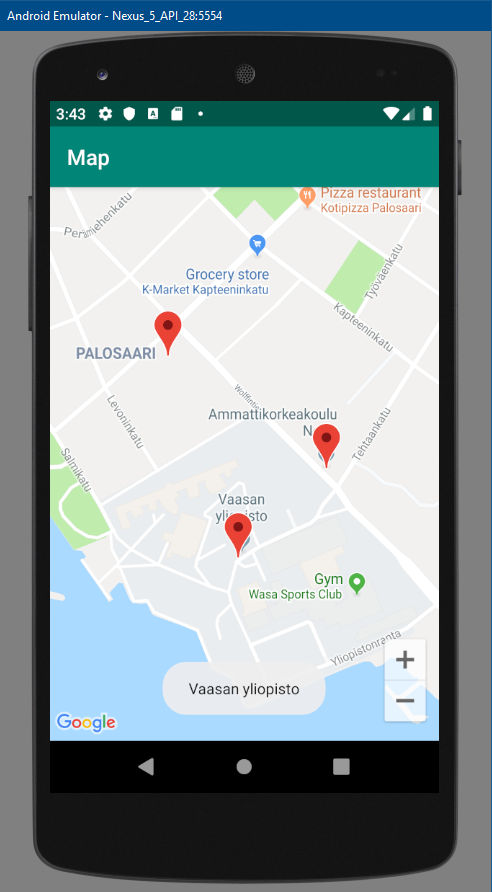 Android Emulator - Nexus_5_API_28:5554
3:43
A
Map
Pizza restaurant
Kotipizza Palosaari
Perämiehenkatu
Työväenkatu
Grocery store
K-Market Kapteeninkatu
Kapteeninkatu
PALOSAARI
Levoninkatu
Wolffintie
Ammattikorkeakoulu
N
Tehtaankatu
Salmikatu
Vaasan
yliopisto
Gym
Wasa Sports Club
Yliopistonranta
+
Vaasan yliopisto
−
Google